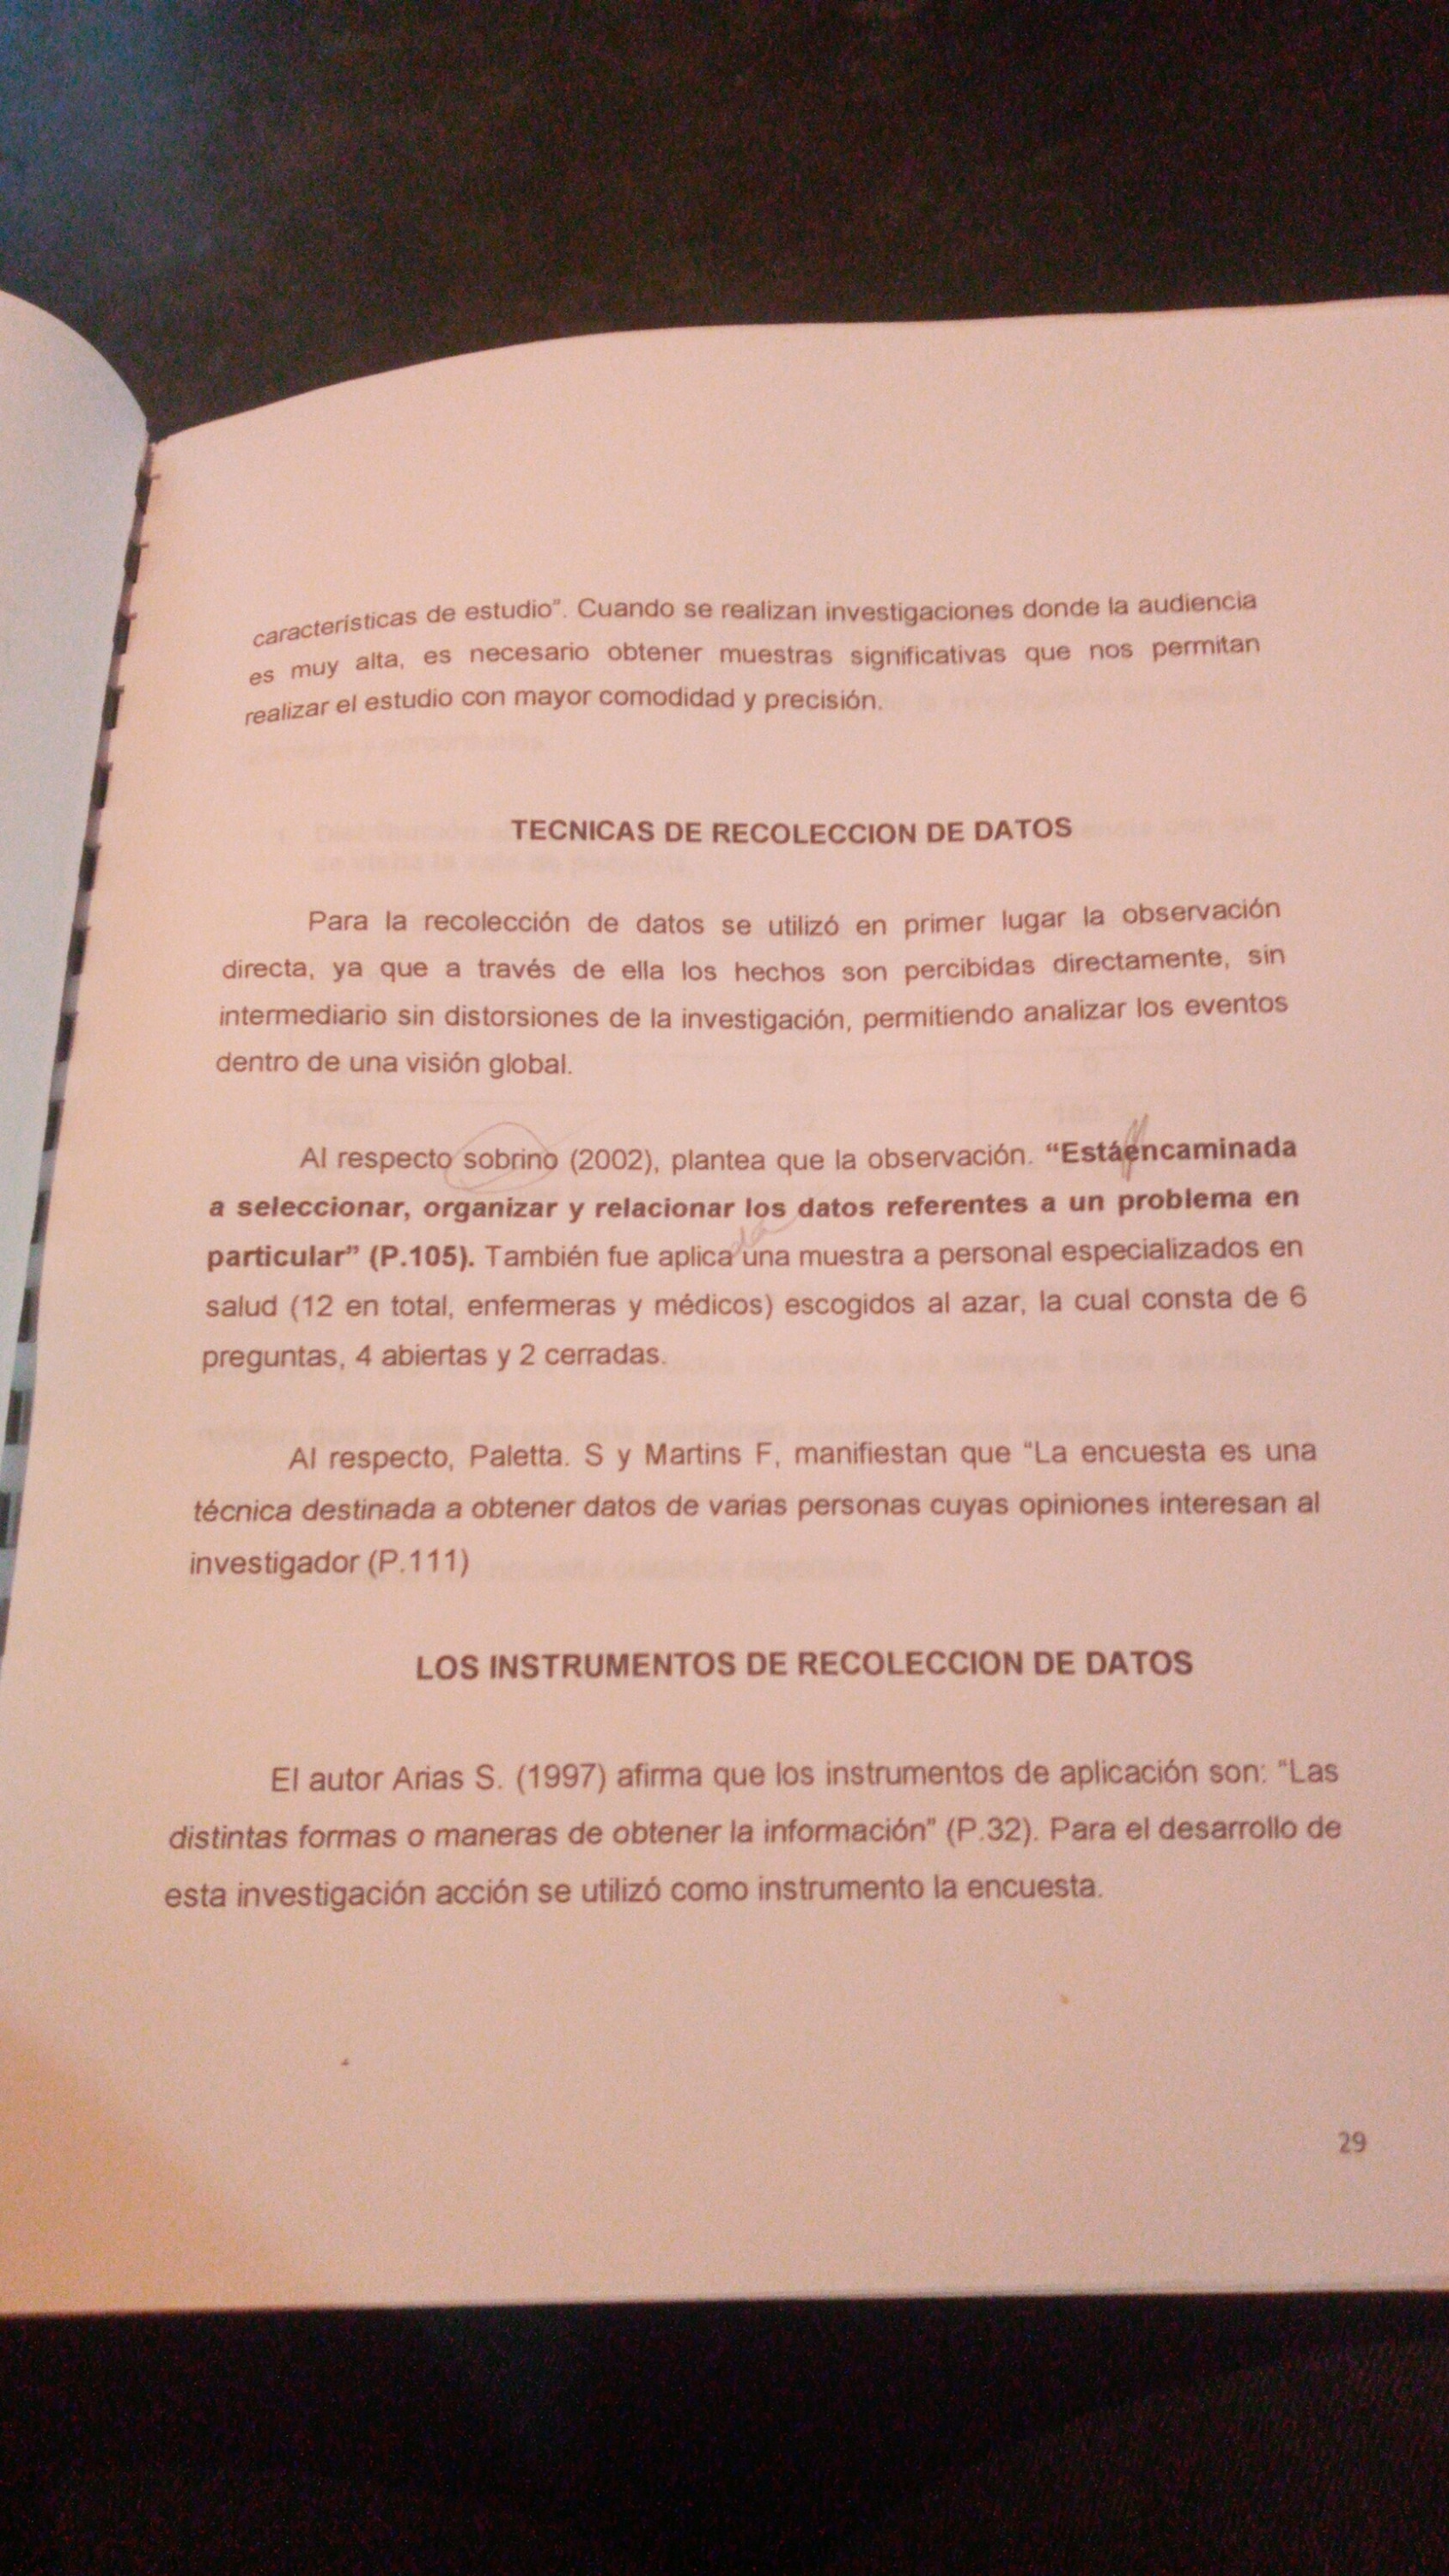 características de estudio”. Cuando se realizan investigaciones donde la audiencia
es muy alta, es necesario obtener muestras significativas que nos permitan
realizar el estudio con mayor comodidad y precisión.
TECNICAS DE RECOLECCION DE DATOS
Para la recolección de datos se utilizó en primer lugar la observación
directa, ya que a través de ella los hechos son percibidas directamente, sin
intermediario sin distorsiones de la investigación, permitiendo analizar los eventos
dentro de una visión global.
Al respecto sobrino (2002), plantea que la observación. “Estáencaminada
a seleccionar, organizar y relacionar los datos referentes a un problema en
particular” (P.105). También fue aplica una muestra a personal especializados en
salud (12 en total, enfermeras y médicos) escogidos al azar, la cual consta de 6
preguntas, 4 abiertas y 2 cerradas.
Al respecto, Paletta. S y Martins F, manifiestan que “La encuesta es una
técnica destinada a obtener datos de varias personas cuyas opiniones interesan al
investigador (P.111)
LOS INSTRUMENTOS DE RECOLECCION DE DATOS
El autor Arias S. (1997) afirma que los instrumentos de aplicación son: “Las
distintas formas o maneras de obtener la información” (P.32). Para el desarrollo de
esta investigación acción se utilizó como instrumento la encuesta.
29